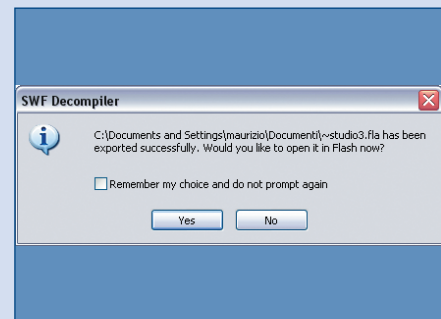 SWF Decompiler
C:\Documents and Settings\maurizio\Documenti\~studio3.fla has been
exported successfully. Would you like to open it in Flash now?
Remember my choice and do not prompt again
Yes
No